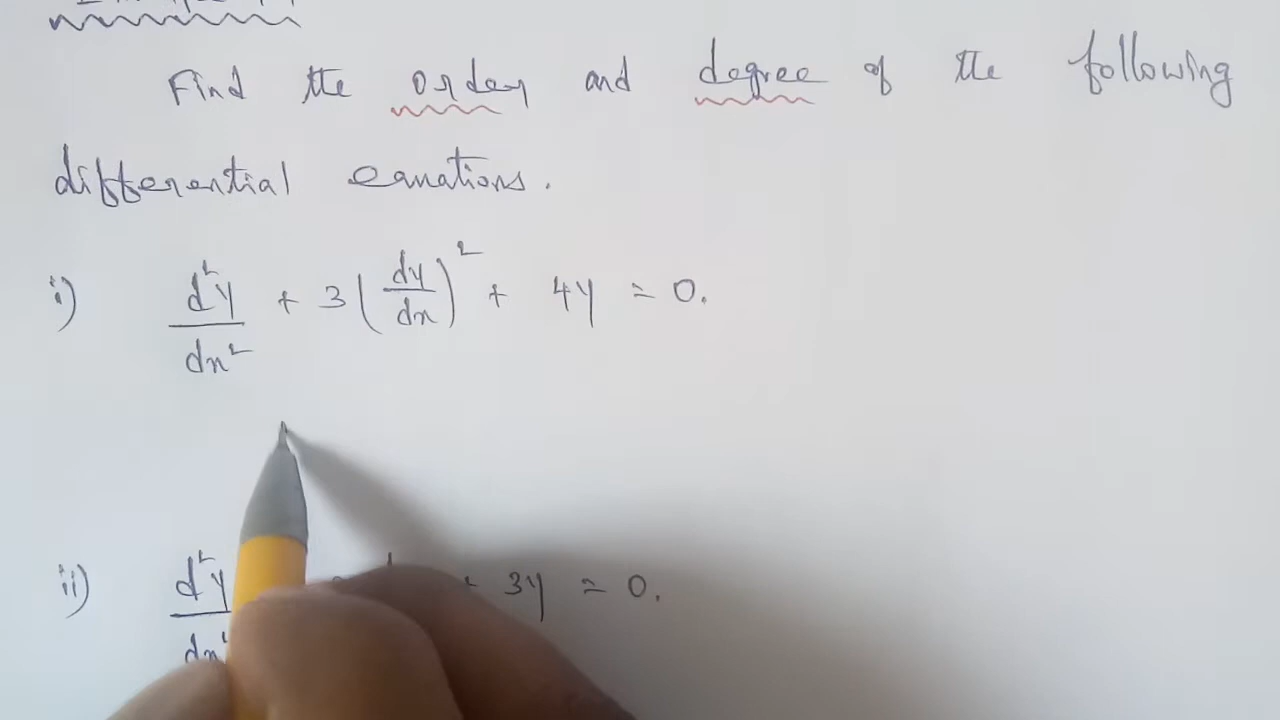 Find the order and degree of the following
differential equations.
i) d²y/dx² + 3(dy/dx)² + 4y = 0.
ii) d²y/dx² + 3y = 0.